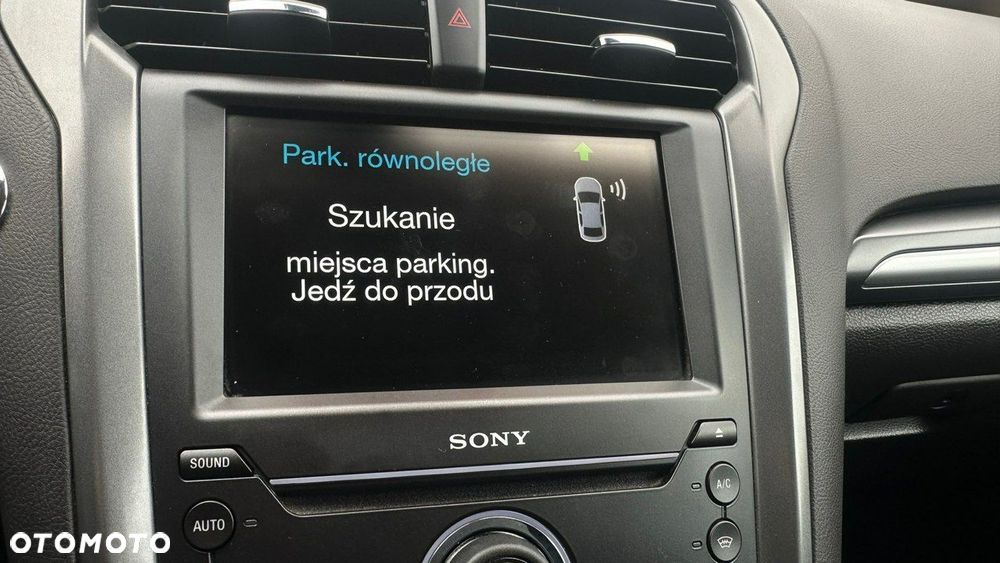 Park. równoległe
Szukanie
miejsca parking.
Jedź do przodu
SONY
SOUND
A/C
AUTO
OTOMOTO